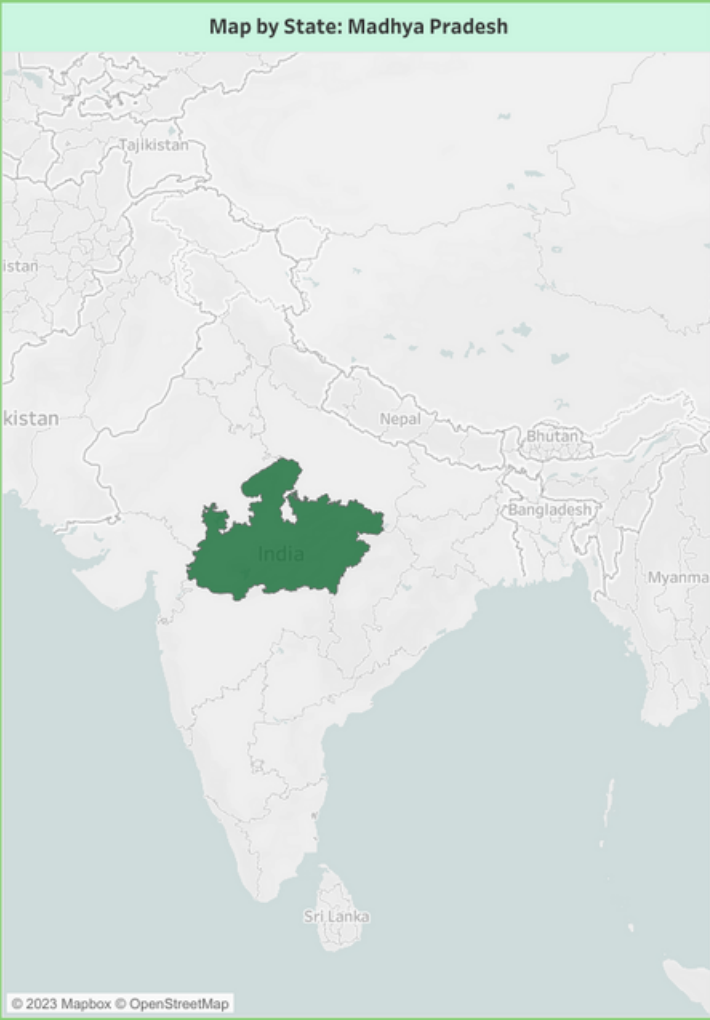 Map by State: Madhya Pradesh
Tajikistan
istan
kistan
Nepal
Bhutan
Bangladesh
India
Myanma
Sri Lanka
© 2023 Mapbox © OpenStreetMap